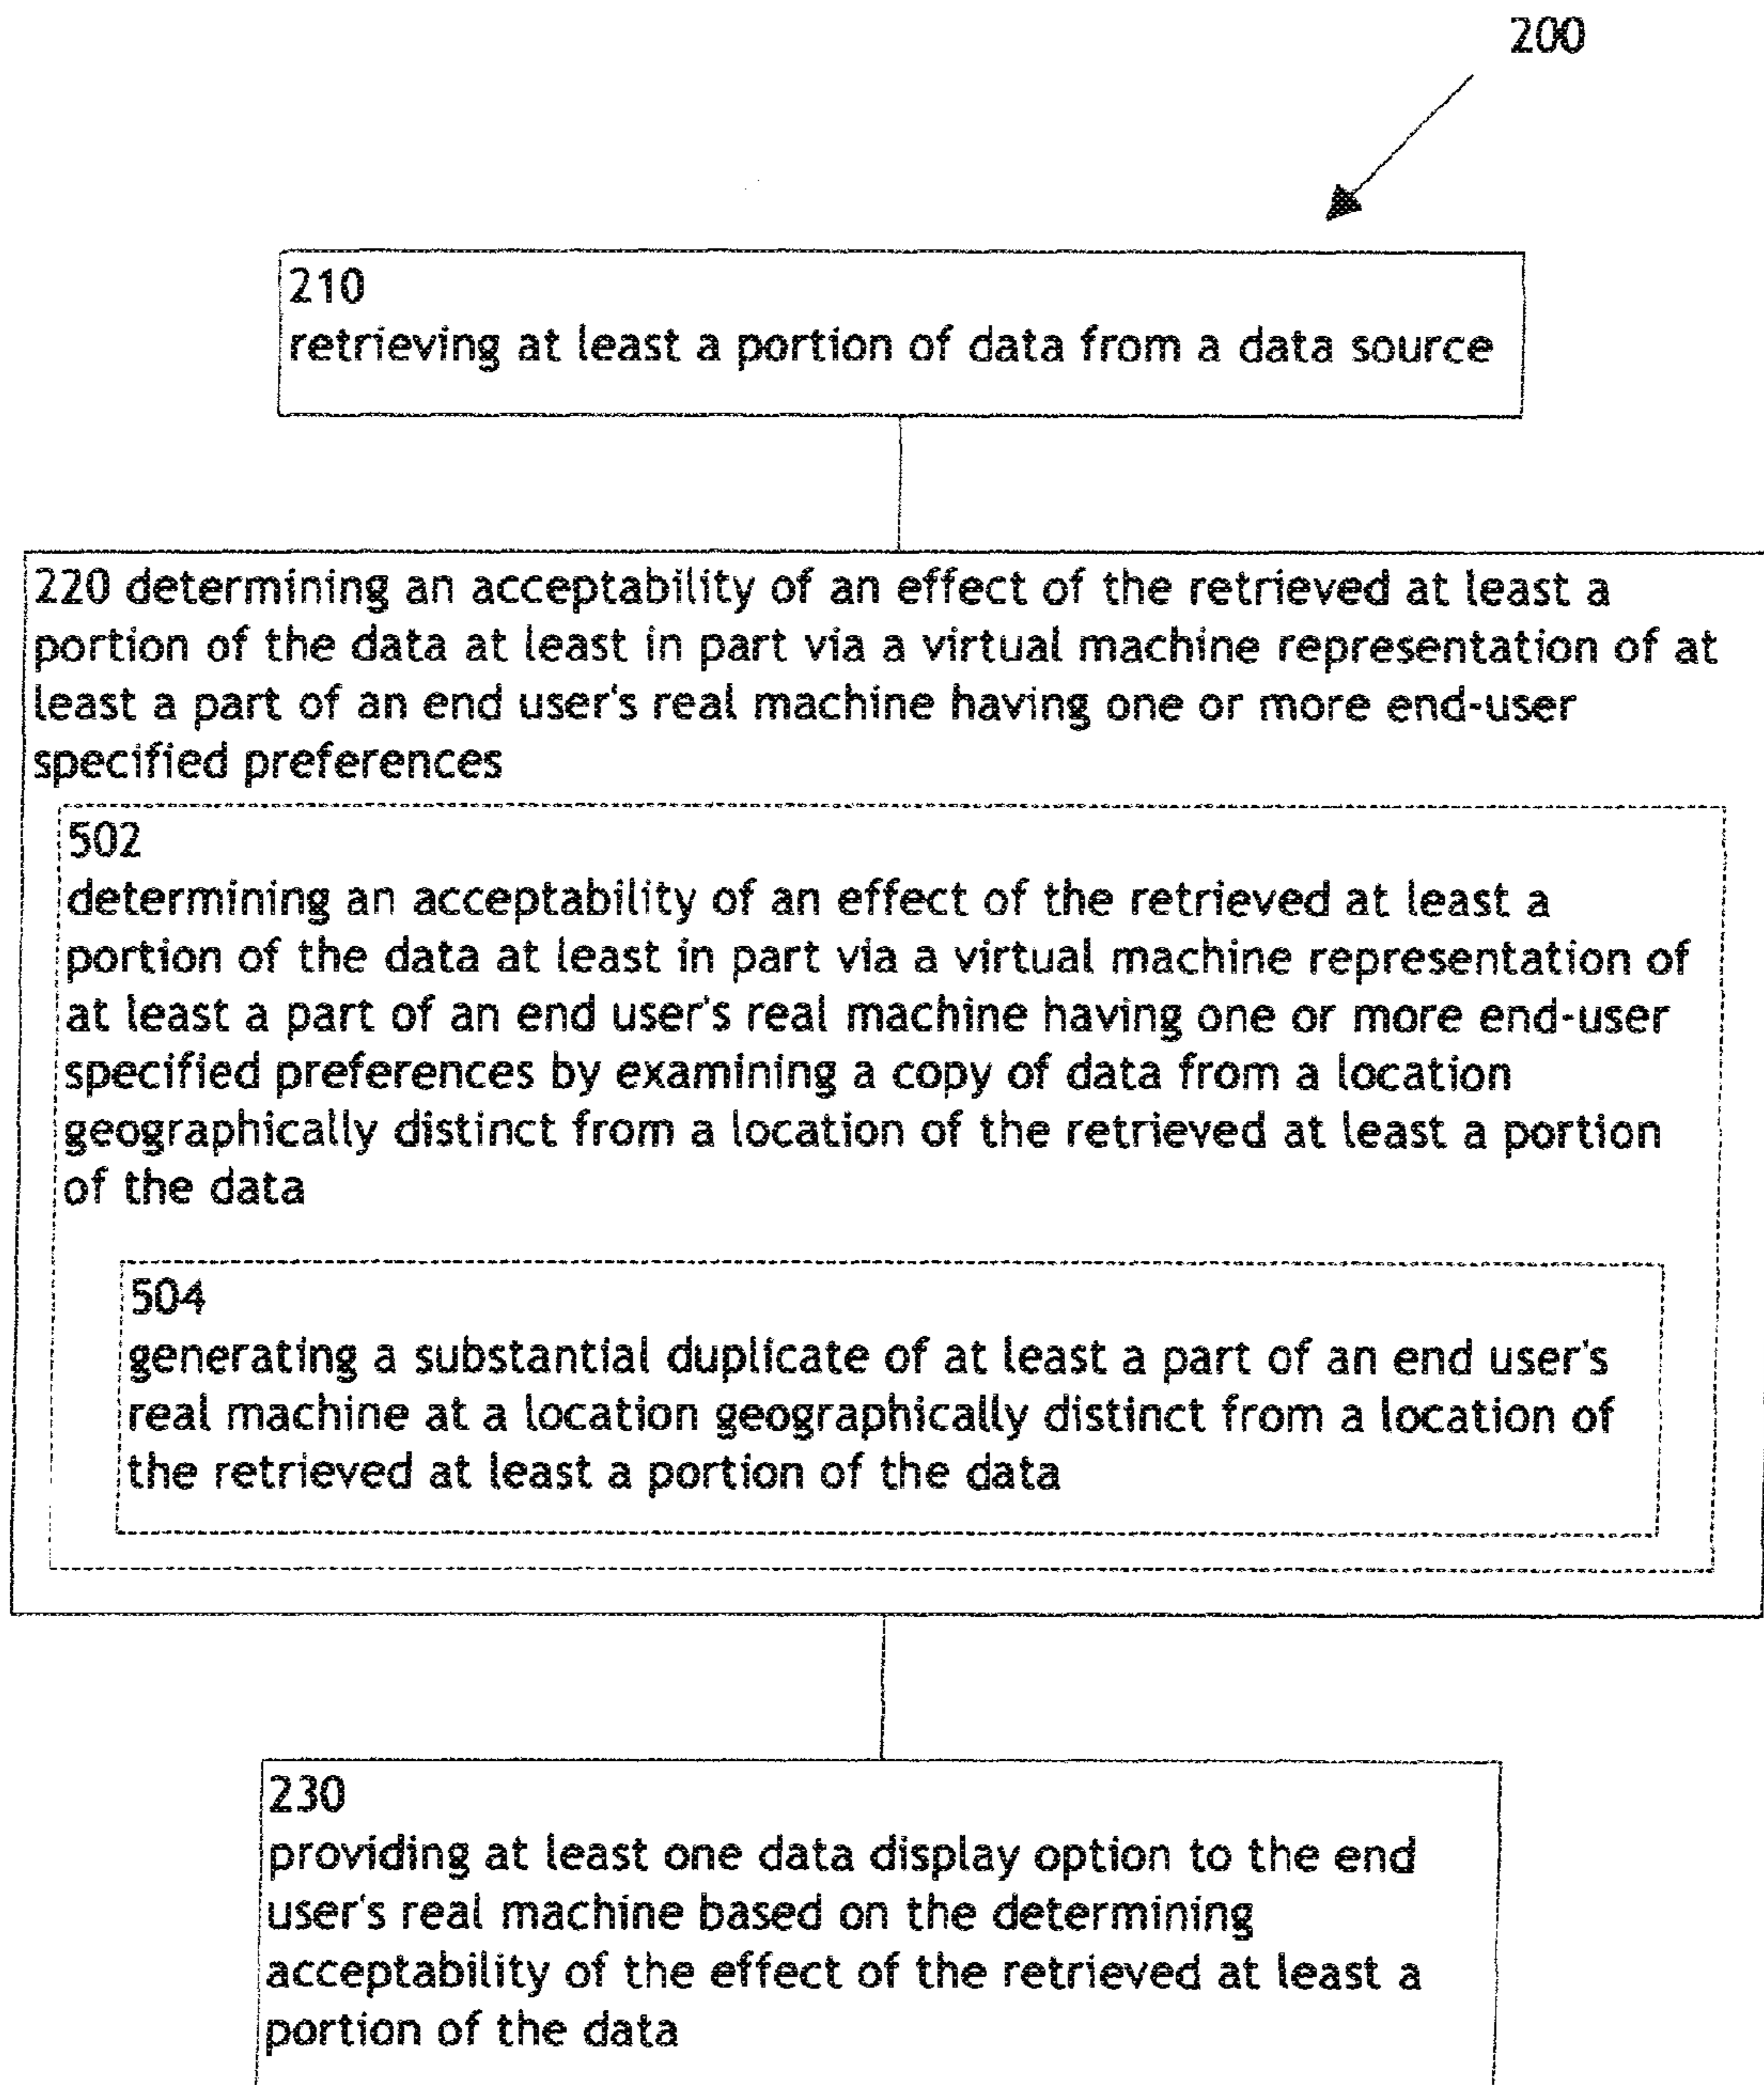 200
210
retrieving at least a portion of data from a data source
220 determining an acceptability of an effect of the retrieved at least a
portion of the data at least in part via a virtual machine representation of at
least a part of an end user's real machine having one or more end-user
specified preferences
502
determining an acceptability of an effect of the retrieved at least a
portion of the data at least in part via a virtual machine representation of
at least a part of an end user's real machine having one or more end-user
specified preferences by examining a copy of data from a location
geographically distinct from a location of the retrieved at least a portion
of the data
504
generating a substantial duplicate of at least a part of an end user's
real machine at a location geographically distinct from a location of
the retrieved at least a portion of the data
230
providing at least one data display option to the end
user's real machine based on the determining
acceptability of the effect of the retrieved at least a
portion of the data